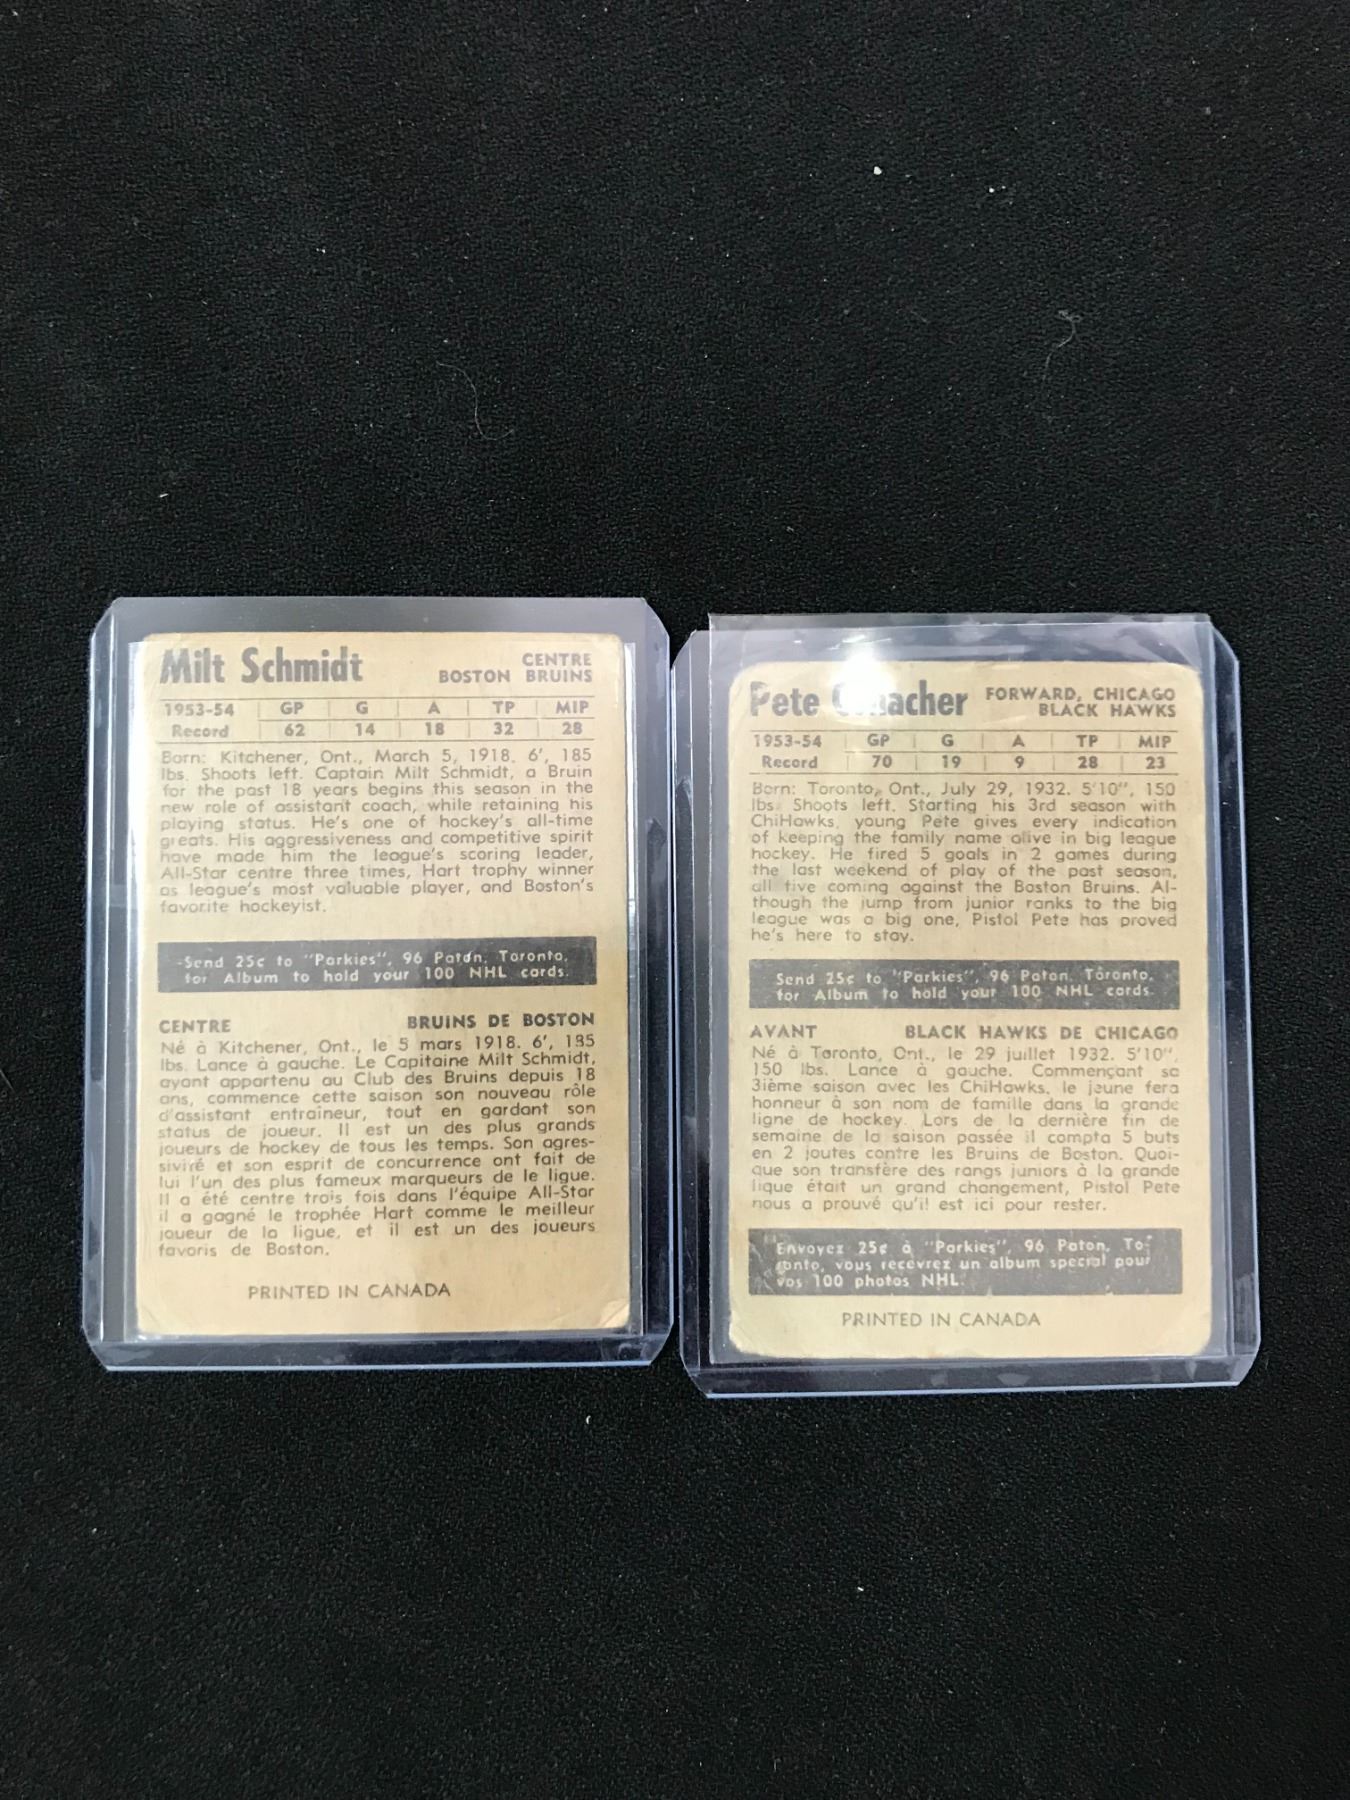 Milt Schmidt CENTRE
BOSTON BRUINS
1953-54 GP G A TP MIP
Record 62 14 18 32 28
Born: Kitchener, Ont., March 5, 1918. 6', 185
lbs. Shoots left. Captain Milt Schmidt, a Bruin
for the past 18 years begins this season in the
new role of assistant coach, while retaining his
playing status. He's one of hockey's all-time
greats. His aggressiveness and competitive spirit
have made him the league's scoring leader,
All-Star centre three times, Hart trophy winner
as league's most valuable player, and Boston's
favorite hockeyist.
Send 25c to "Parkies", 96 Paton, Toronto,
for Album to hold your 100 NHL cards.
CENTRE BRUINS DE BOSTON
Né à Kitchener, Ont., le 5 mars 1918. 6', 185
lbs. Lance à gauche. Le Capitaine Milt Schmidt,
ayant appartenu au Club des Bruins depuis 18
ans, commence cette saison son nouveau rôle
d'assistant entraineur, tout en gardant son
status de joueur. Il est un des plus grands
joueurs de hockey de tous les temps. Son agres-
siviré et son esprit de concurrence ont fait de
lui l'un des plus fameux marqueurs de le ligue.
Il a été centre trois fois dans l'équipe All-Star
il a gagné le trophée Hart comme le meilleur
joueur de la ligue, et il est un des joueurs
favoris de Boston.
PRINTED IN CANADA
Pete FORWARD, CHICAGO
BLACK HAWKS
1953-54 GP G A TP MIP
Record 70 19 9 28 23
Born: Toronto, Ont., July 29, 1932. 5'10", 150
lbs. Shoots left. Starting his 3rd season with
ChiHawks, young Pete gives every indication
of keeping the family name alive in big league
hockey. He fired 5 goals in 2 games during
the last weekend of play of the past season,
all five coming against the Boston Bruins. Al-
though the jump from junior ranks to the big
league was a big one, Pistol Pete has proved
he's here to stay.
Send 25c to "Parkies", 96 Paton, Toronto,
for Album to hold your 100 NHL cards.
AVANT BLACK HAWKS DE CHICAGO
Né à Toronto, Ont., le 29 juillet 1932. 5'10",
150 lbs. Lance à gauche. Commençant sa
3ième saison avec les ChiHawks, le jeune fera
honneur à son nom de famille dans la grande
ligne de hockey. Lors de la dernière fin de
semaine de la saison passée il compta 5 buts
en 2 joutes contre les Bruins de Boston. Quoi-
que son transfère des rangs juniors à la grande
lique était un grand changement, Pistol Pete
nous a prouvé qu'il est ici pour rester.
Envoyez 25c à "Parkies", 96 Paton, To-
ronto, vous recevrez un album special pour
vos 100 photos NHL.
PRINTED IN CANADA